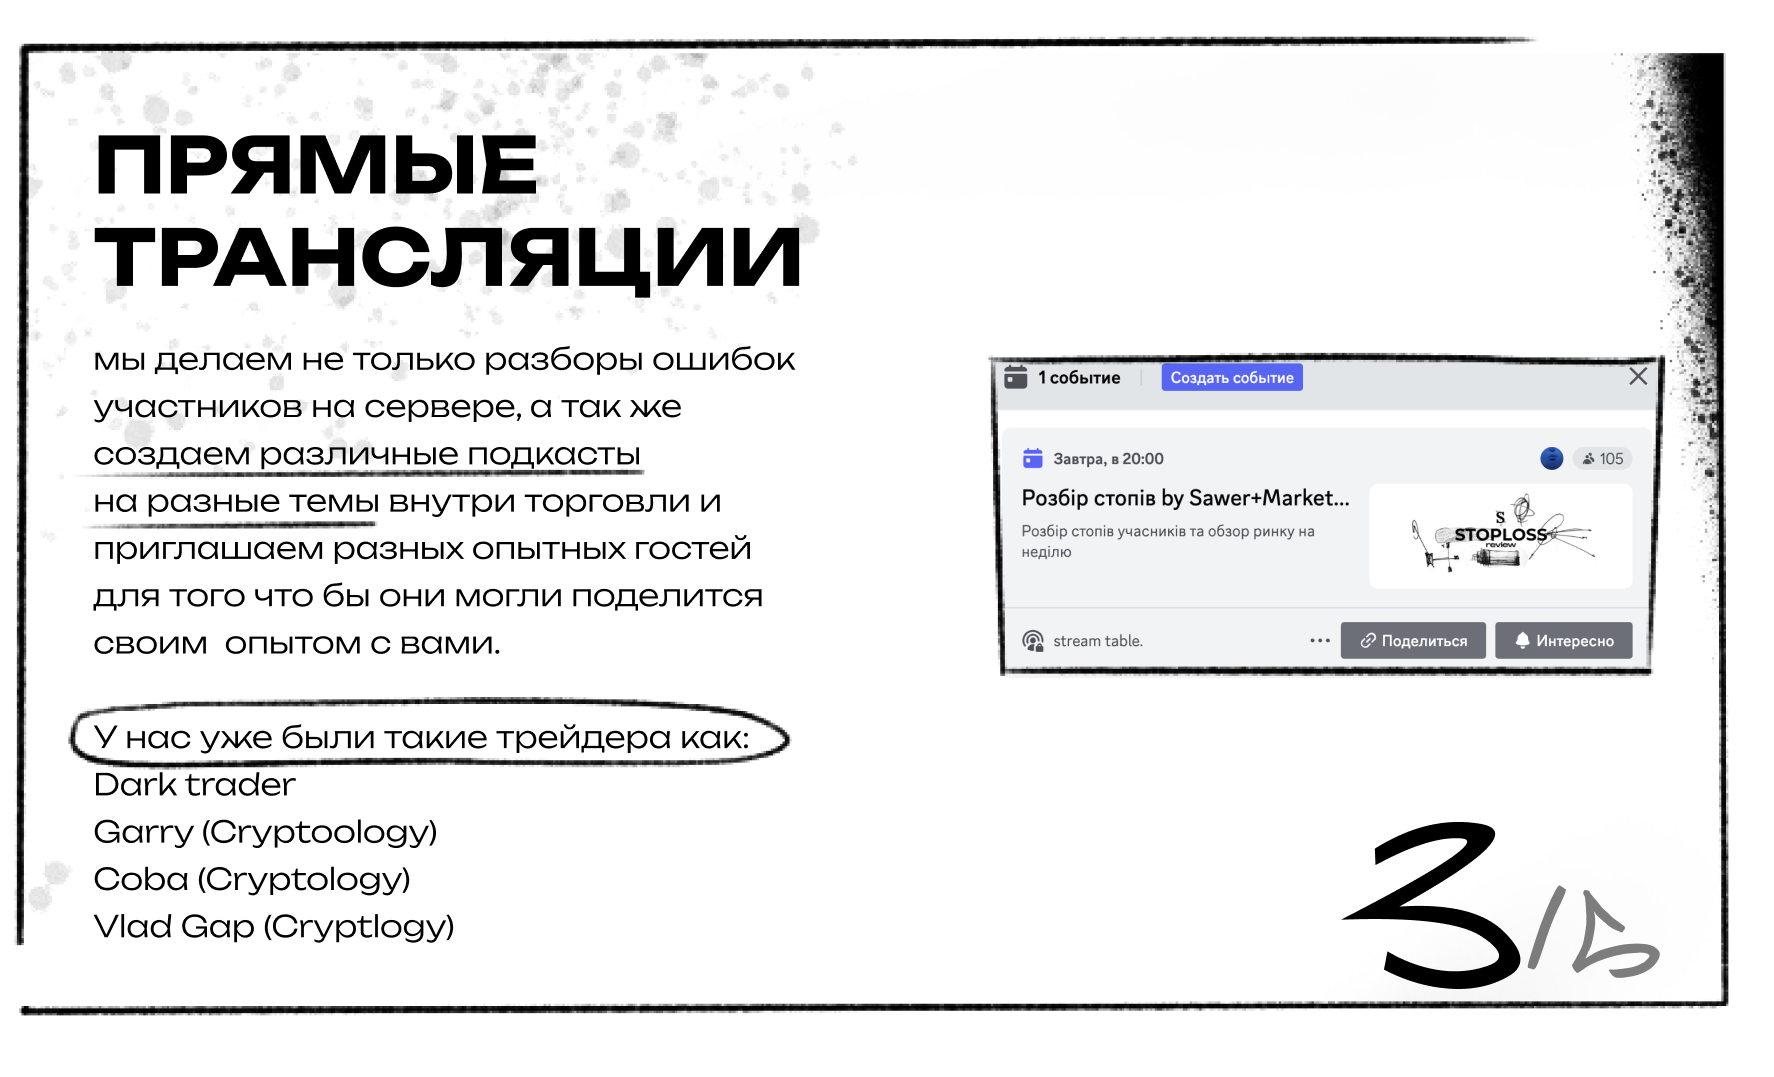 ПРЯМЫЕ
ТРАНСЛЯЦИИ
мы делаем не только разборы ошибок
участников на сервере, а так же
создаем различные подкасты
на разные темы внутри торговли и
приглашаем разных опытных гостей
для того что бы они могли поделится
своим опытом с вами.
У нас уже были такие трейдера как:
Dark trader
Garry (Cryptoology)
Coba (Cryptology)
Vlad Gap (Cryptlogy)
1 событие
Создать событие
Завтра, в 20:00
105
Розбір стопів by Sawer+Market...
Розбір стопів учасників та обзор ринку на
неділю
S
STOPLOSS
review
stream table.
Поделиться
Интересно
3/5